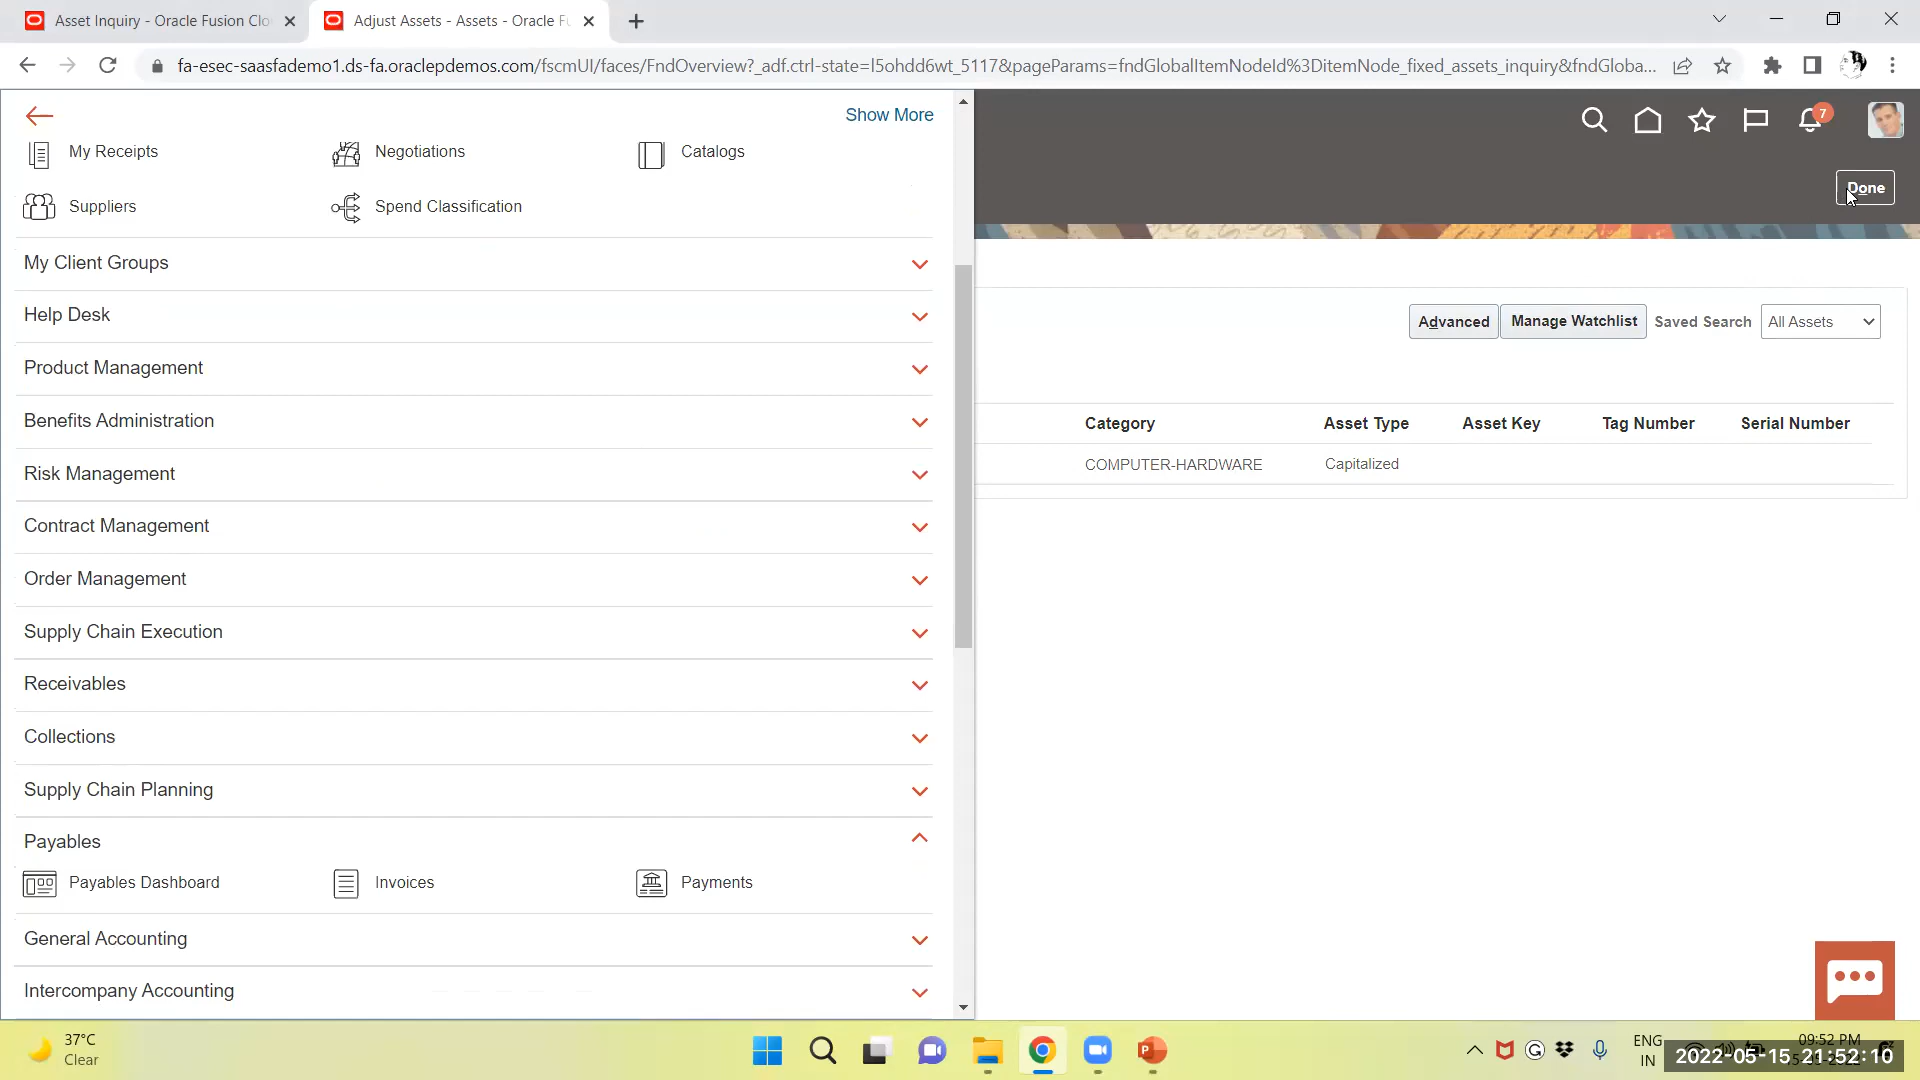 Asset Inquiry - Oracle Fusion Clo
Adjust Assets - Assets - Oracle Fu
fa-esec-saasfademo1.ds-fa.oraclepdemos.com/fscmUI/faces/FndOverview?_adf.ctrl-state=l5ohdd6wt_5117&pageParams=fndGlobalItemNodeId%3DitemNode_fixed_assets_inquiry&fndGloba...
Show More
7
My Receipts
Negotiations
Catalogs
Done
Suppliers
Spend Classification
My Client Groups
Help Desk
Advanced
Manage Watchlist
Saved Search
All Assets
Product Management
Benefits Administration
Category
Asset Type
Asset Key
Tag Number
Serial Number
Risk Management
COMPUTER-HARDWARE
Capitalized
Contract Management
Order Management
Supply Chain Execution
Receivables
Collections
Supply Chain Planning
Payables
Payables Dashboard
Invoices
Payments
General Accounting
Intercompany Accounting
37°C
Clear
ENG
IN
09:52 PM
2022-05-15 21:52:10